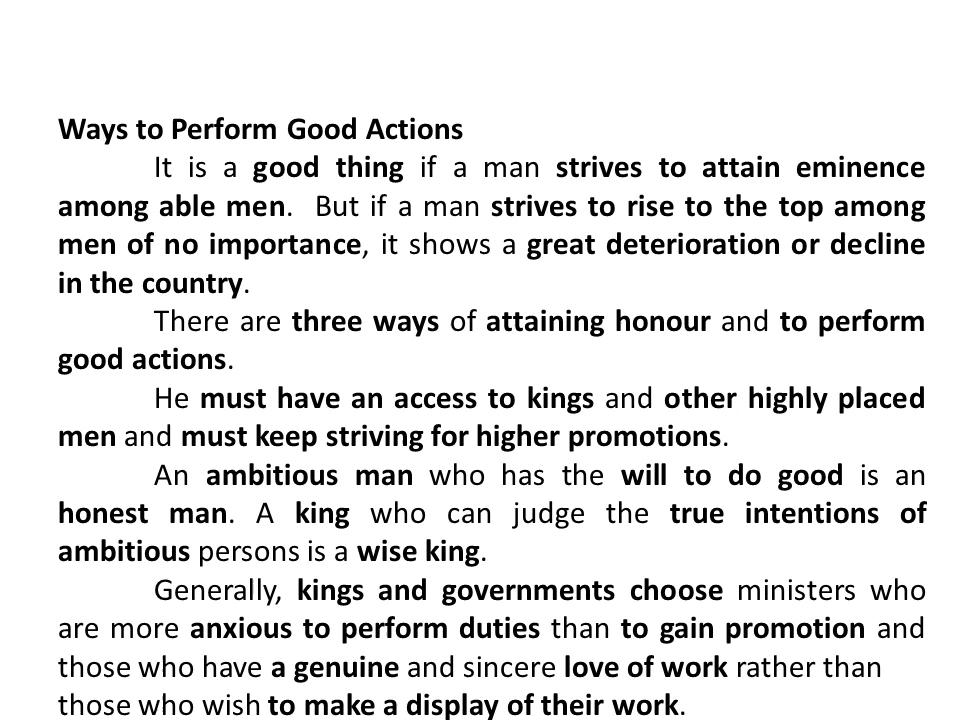 Ways to Perform Good Actions
It is a good thing if a man strives to attain eminence
among able men.  But if a man strives to rise to the top among
men of no importance, it shows a great deterioration or decline
in the country.
There are three ways of attaining honour and to perform
good actions.
He must have an access to kings and other highly placed
men and must keep striving for higher promotions.
An ambitious man who has the will to do good is an
honest man. A king who can judge the true intentions of
ambitious persons is a wise king.
Generally, kings and governments choose ministers who
are more anxious to perform duties than to gain promotion and
those who have a genuine and sincere love of work rather than
those who wish to make a display of their work.